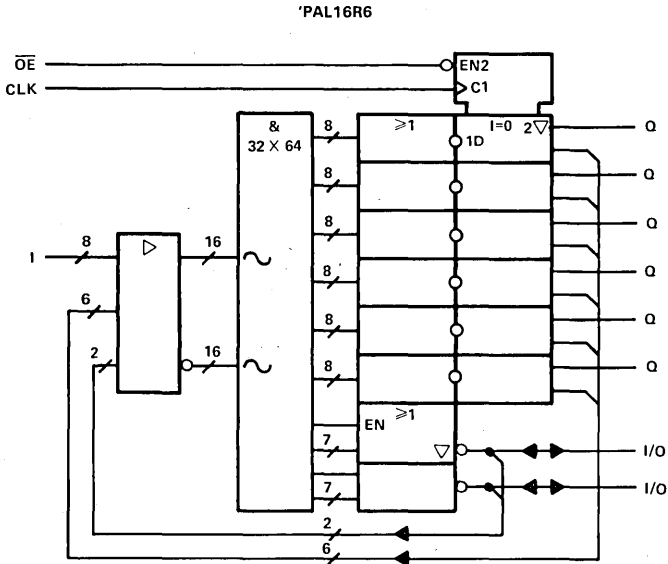 'PAL16R6
OE
EN2
CLK
C1
&
32 X 64
8
≥1
1D
I=0
2▽
Q
8
Q
8
Q
I
8
▷
16
8
Q
6
8
Q
2
16
8
Q
EN
≥1
7
▽
I/O
7
I/O
2
6